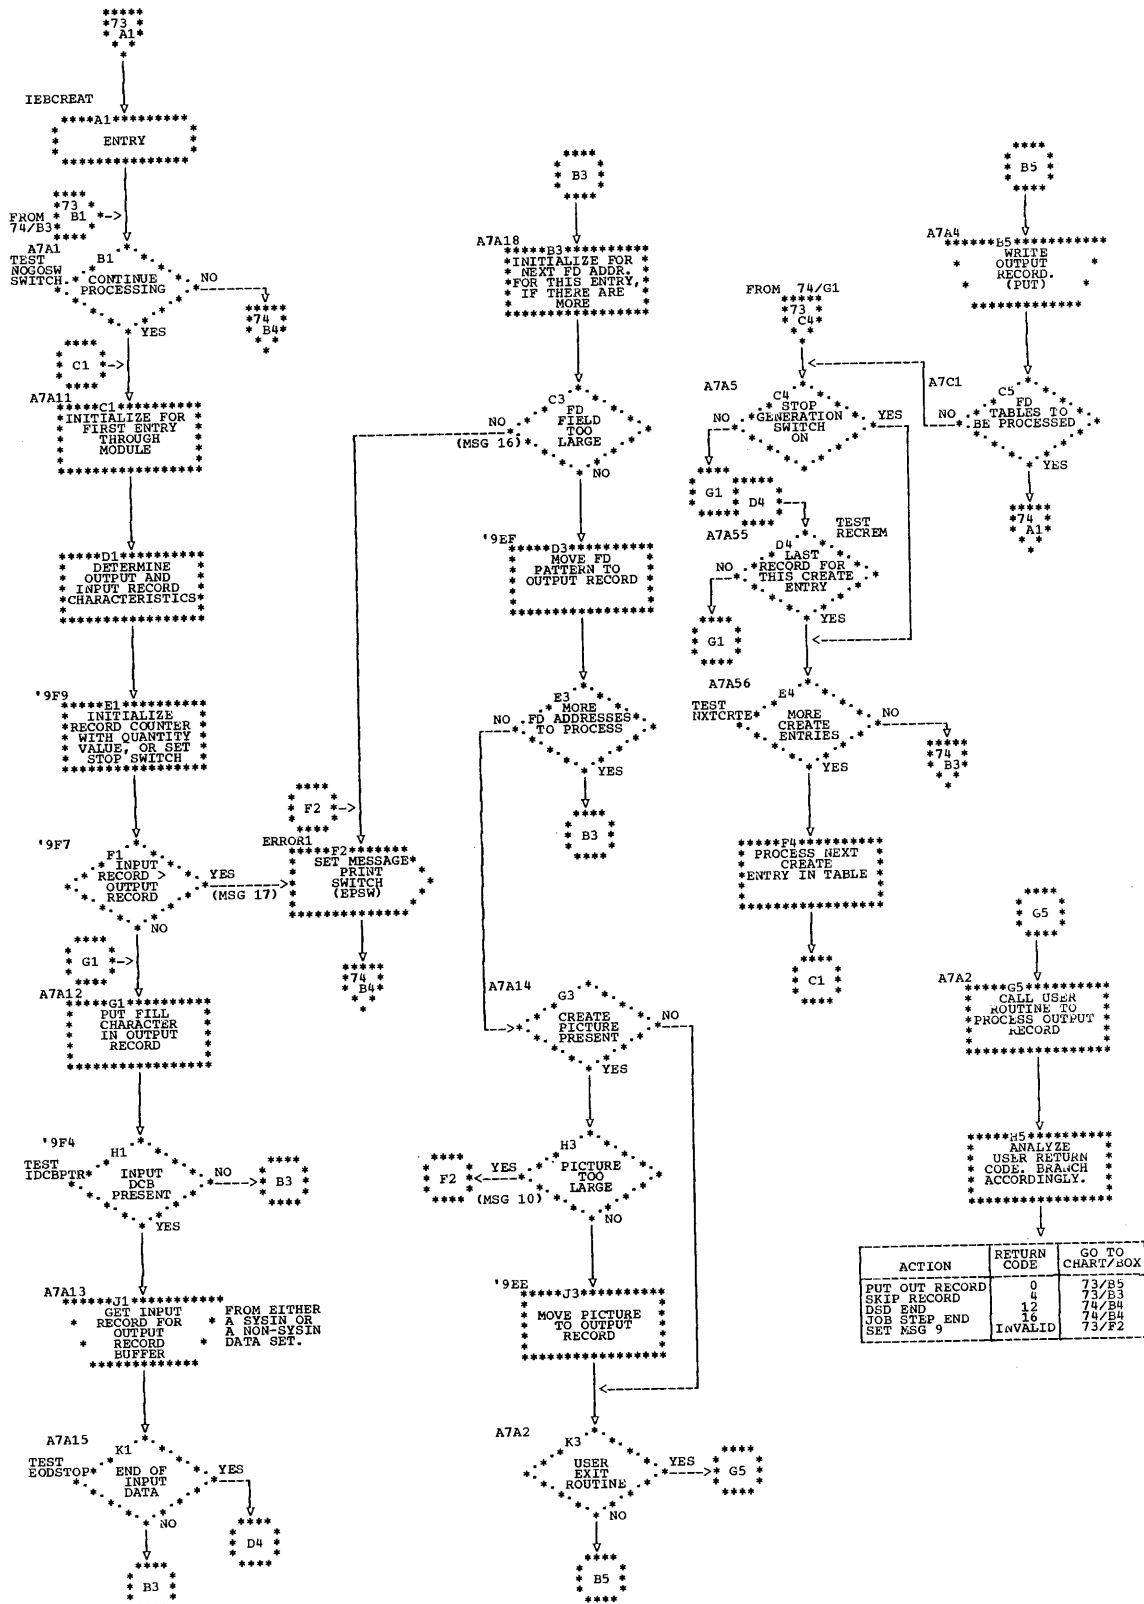 73
A1
IEBCREAT
A1
ENTRY
73
B1
FROM
74/B3
A7A1
TEST
NOGOSW
SWITCH.
B1
CONTINUE
PROCESSING
NO
74
B4
YES
C1
A7A11
C1
INITIALIZE FOR
FIRST ENTRY
THROUGH
MODULE
D1
DETERMINE
OUTPUT AND
INPUT RECORD
CHARACTERISTICS
'9F9
E1
INITIALIZE
RECORD COUNTER
WITH QUANTITY
VALUE, OR SET
STOP SWITCH
'9F7
F1
INPUT
RECORD >
OUTPUT
RECORD
YES
(MSG 17)
NO
G1
A7A12
G1
PUT FILL
CHARACTER
IN OUTPUT
RECORD
'9F4
TEST
IDCBPTR
H1
INPUT
DCB
PRESENT
NO
B3
YES
A7A13
J1
GET INPUT
RECORD FOR
OUTPUT
RECORD
BUFFER
FROM EITHER
A SYSIN OR
A NON-SYSIN
DATA SET.
A7A15
TEST
EODSTOP
K1
END OF
INPUT
DATA
YES
D4
NO
B3
F2
ERROR1
F2
SET MESSAGE
PRINT
SWITCH
(EPSW)
74
B4
B3
A7A18
B3
INITIALIZE FOR
NEXT FD ADDR.
FOR THIS ENTRY,
IF THERE ARE
MORE
C3
FD
FIELD
TOO
LARGE
NO
(MSG 16)
NO
'9EF
D3
MOVE FD
PATTERN TO
OUTPUT RECORD
E3
MORE
FD ADDRESSES
TO PROCESS
NO
YES
B3
A7A14
G3
CREATE
PICTURE
PRESENT
NO
YES
H3
PICTURE
TOO
LARGE
YES
(MSG 10)
F2
NO
'9EE
J3
MOVE PICTURE
TO OUTPUT
RECORD
A7A2
K3
USER
EXIT
ROUTINE
YES
G5
NO
B5
FROM 74/G1
73
C4
A7A5
C4
STOP
GENERATION
SWITCH
ON
NO
YES
G1
D4
A7A55
TEST
RECREM
D4
LAST
RECORD FOR
THIS CREATE
ENTRY
NO
G1
YES
A7A56
TEST
NXTCRTE
E4
MORE
CREATE
ENTRIES
NO
74
B3
YES
F4
PROCESS NEXT
CREATE
ENTRY IN TABLE
C1
B5
A7A4
B5
WRITE
OUTPUT
RECORD.
(PUT)
A7C1
C5
FD
TABLES TO
BE PROCESSED
NO
YES
74
A1
G5
A7A2
G5
CALL USER
ROUTINE TO
PROCESS OUTPUT
RECORD
H5
ANALYZE
USER RETURN
CODE. BRANCH
ACCORDINGLY.
ACTION RETURN CODE GO TO CHART/BOX
PUT OUT RECORD 0 73/B5
SKIP RECORD 4 73/B3
DSD END 12 74/B4
JOB STEP END 16 74/B4
SET MSG 9 INVALID 73/F2